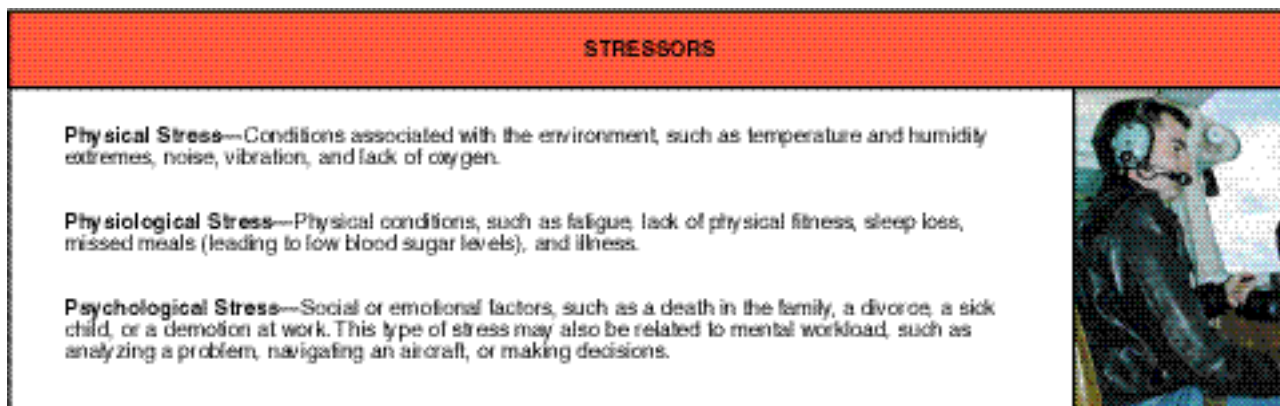 STRESSORS
Physical Stress—Conditions associated with the environment, such as temperature and humidity
extremes, noise, vibration, and lack of oxygen.
Physiological Stress—Physical conditions, such as fatigue, lack of physical fitness, sleep loss,
missed meals (leading to low blood sugar levels), and illness.
Psychological Stress—Social or emotional factors, such as a death in the family, a divorce, a sick
child, or a demotion at work. This type of stress may also be related to mental workload, such as
analyzing a problem, navigating an aircraft, or making decisions.